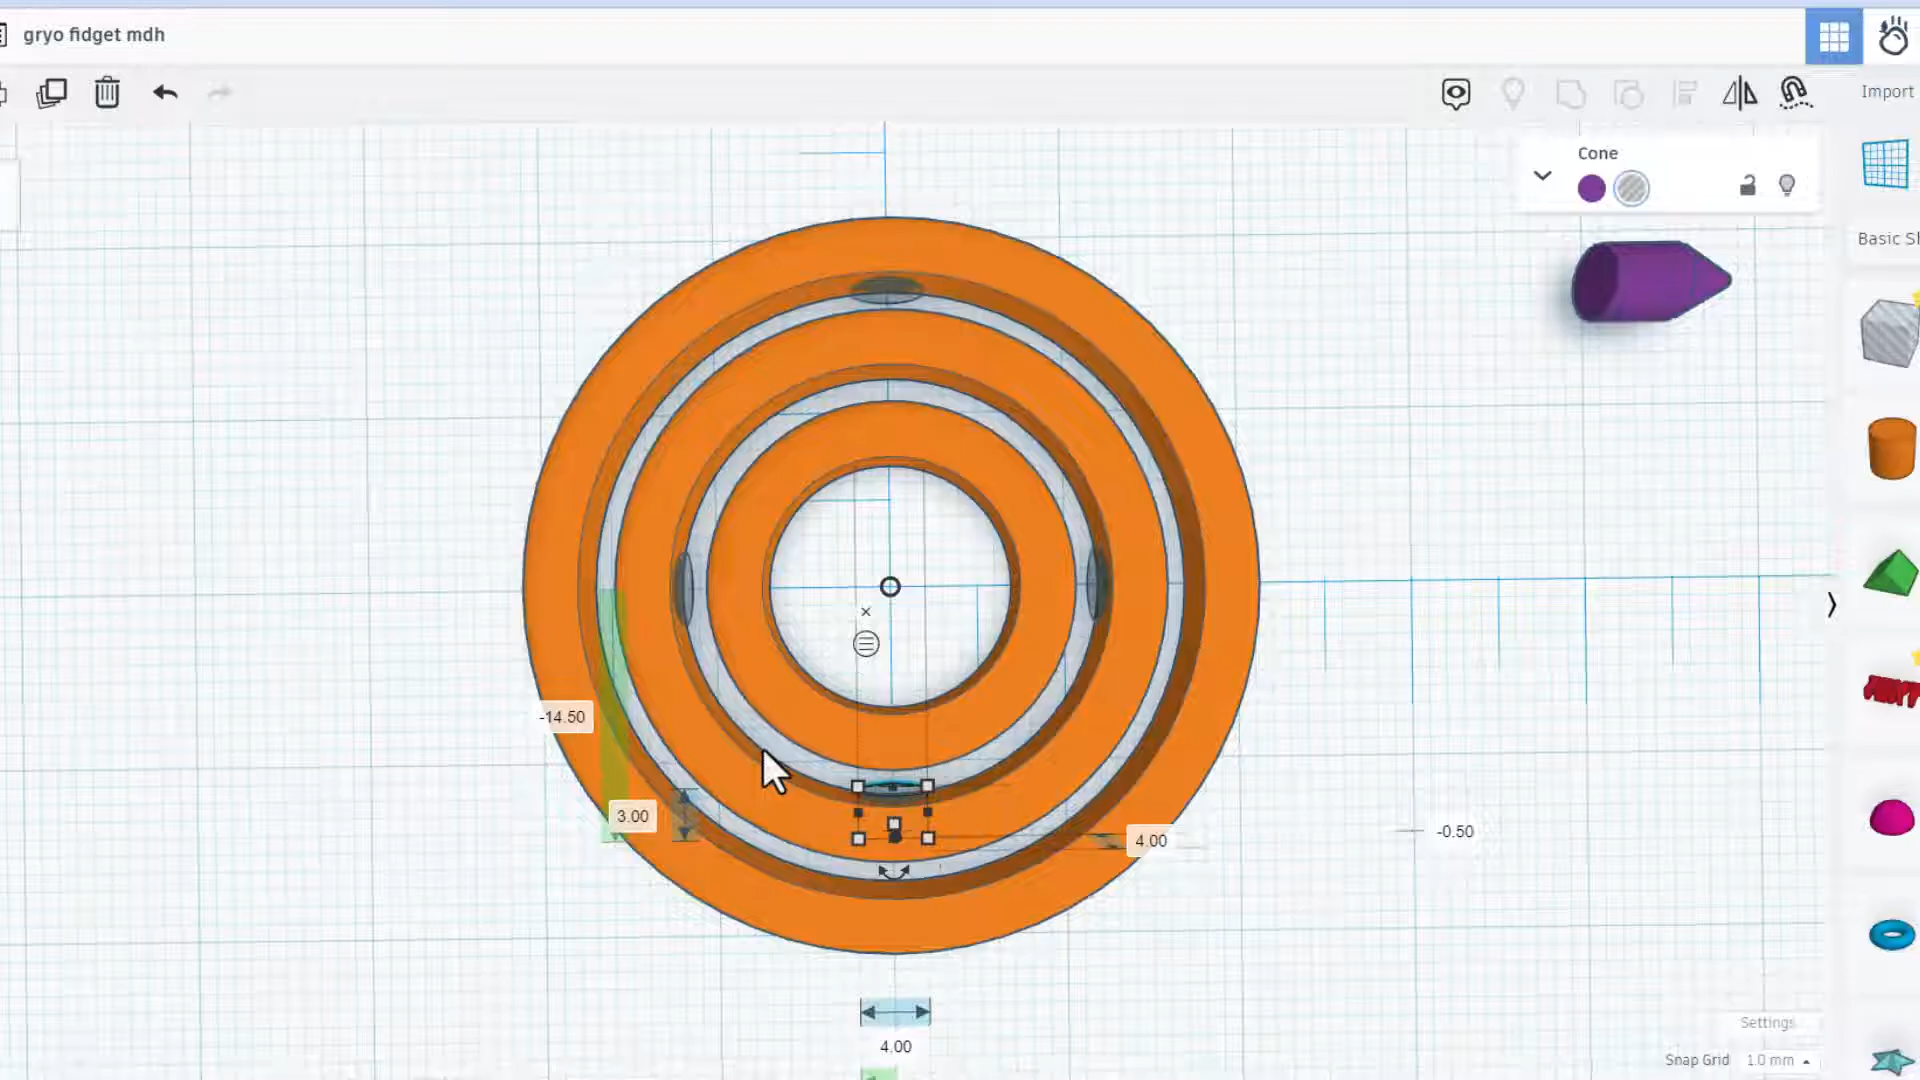 gryo fidget mdh
Import
Cone
Basic Sl
-14.50
3.00
4.00
-0.50
4.00
Settings
Snap Grid 1.0 mm